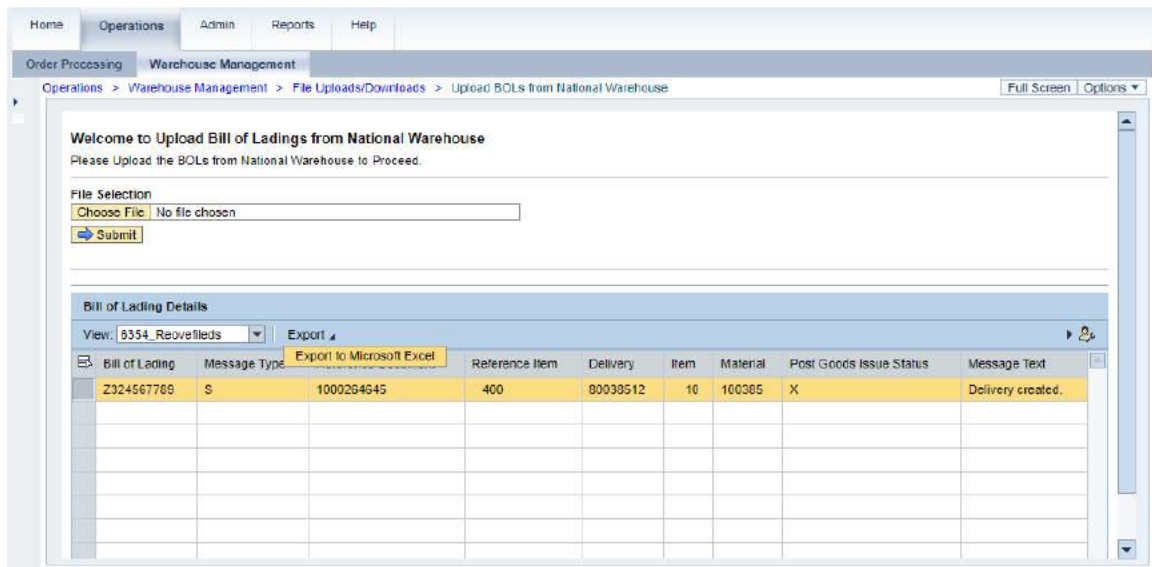 Home Operations Admin Reports Help
Order Processing Warehouse Management
Operations > Warehouse Management > File Uploads/Downloads > Upload BOLs from National Warehouse Full Screen Options
Welcome to Upload Bill of Ladings from National Warehouse
Please Upload the BOLs from National Warehouse to Proceed.
File Selection
Choose File No file chosen
Submit
Bill of Lading Details
View: 6354_Reovefileds Export
Export to Microsoft Excel
Bill of Lading Message Type Reference Item Delivery Item Material Post Goods Issue Status Message Text
Z324567789 S 1000264645 400 80038512 10 100385 X Delivery created.